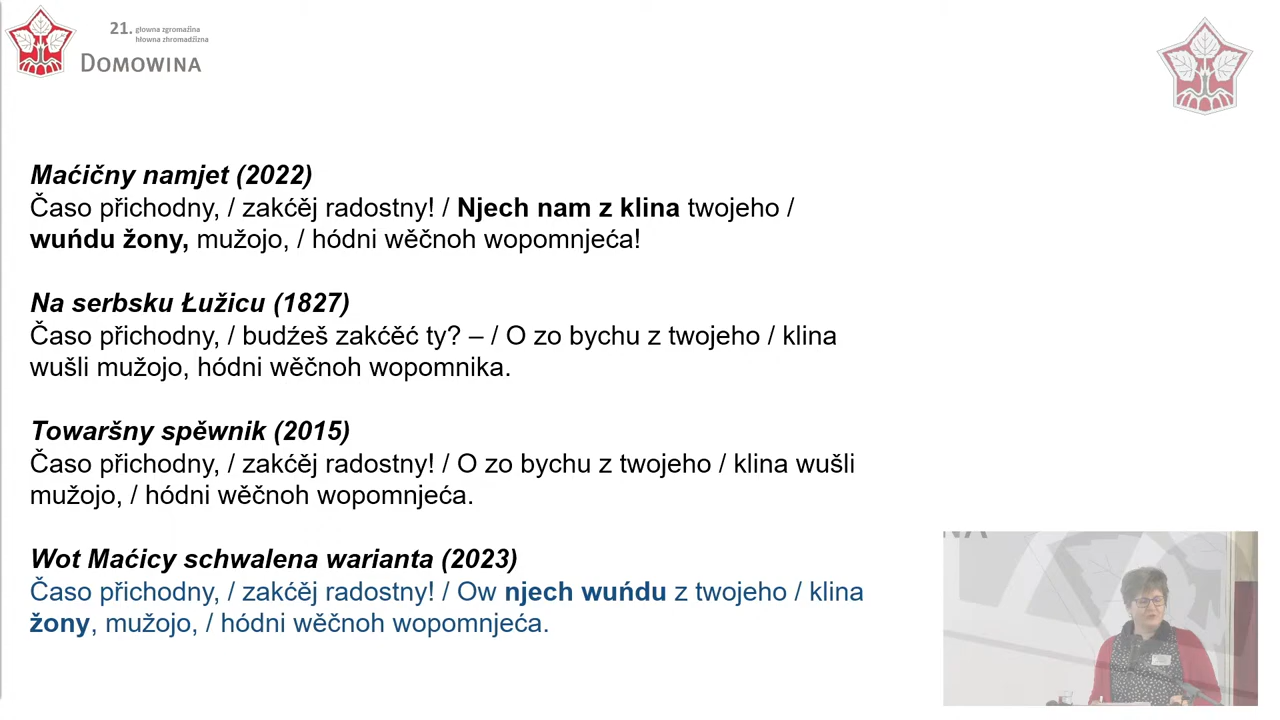 21. głowna zgromaźina
hłowna zhromadźizna
DOMOWINA
Maćičny namjet (2022)
Časo přichodny, / zakćěj radostny! / Njech nam z klina twojeho /
wuńdu žony, mužojo, / hódni wěčnoh wopomnjeća!
Na serbsku Łužicu (1827)
Časo přichodny, / budźeš zakćěć ty? – / O zo bychu z twojeho / klina
wušli mužojo, hódni wěčnoh wopomnika.
Towaršny spěwnik (2015)
Časo přichodny, / zakćěj radostny! / O zo bychu z twojeho / klina wušli
mužojo, / hódni wěčnoh wopomnjeća.
Wot Maćicy schwalena warianta (2023)
Časo přichodny, / zakćěj radostny! / Ow njech wuńdu z twojeho / klina
žony, mužojo, / hódni wěčnoh wopomnjeća.